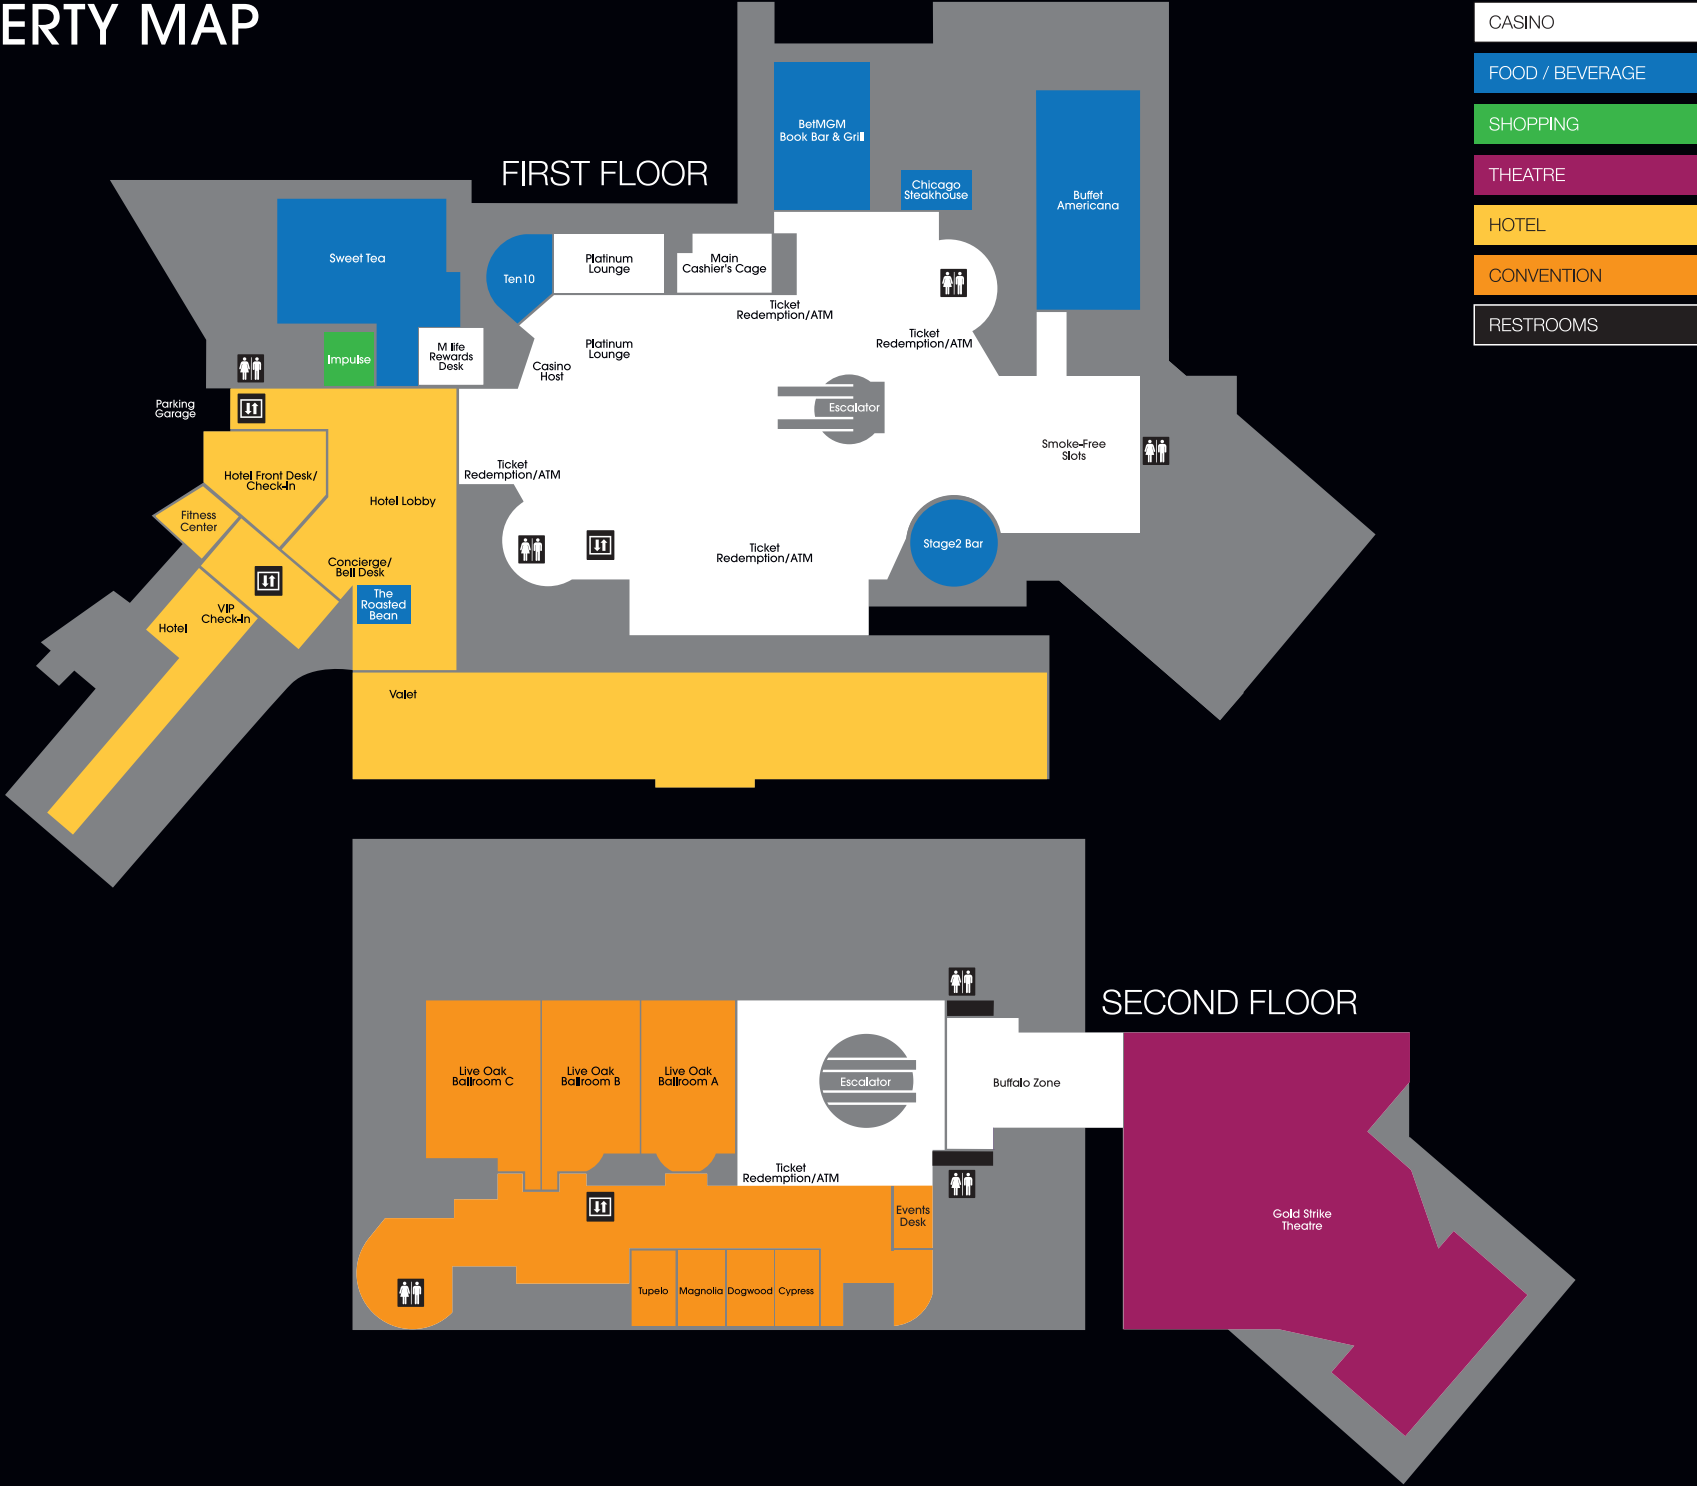 ERTY MAP
CASINO
FOOD / BEVERAGE
SHOPPING
THEATRE
HOTEL
CONVENTION
RESTROOMS
FIRST FLOOR
BetMGM
Book Bar & Grill
Chicago
Steakhouse
Buffet
Americana
Sweet Tea
Ten10
Platinum
Lounge
Main
Cashier's Cage
Ticket
Redemption/ATM
Ticket
Redemption/ATM
Impulse
M life
Rewards
Desk
Casino
Host
Platinum
Lounge
Escalator
Parking
Garage
Smoke-Free
Slots
Hotel Front Desk/
Check-In
Hotel Lobby
Ticket
Redemption/ATM
Fitness
Center
Concierge/
Bell Desk
Ticket
Redemption/ATM
Stage2 Bar
The
Roasted
Bean
VIP
Check-In
Hotel
Valet
SECOND FLOOR
Live Oak
Ballroom C
Live Oak
Ballroom B
Live Oak
Ballroom A
Escalator
Buffalo Zone
Ticket
Redemption/ATM
Events
Desk
Gold Strike
Theatre
Tupelo
Magnolia
Dogwood
Cypress